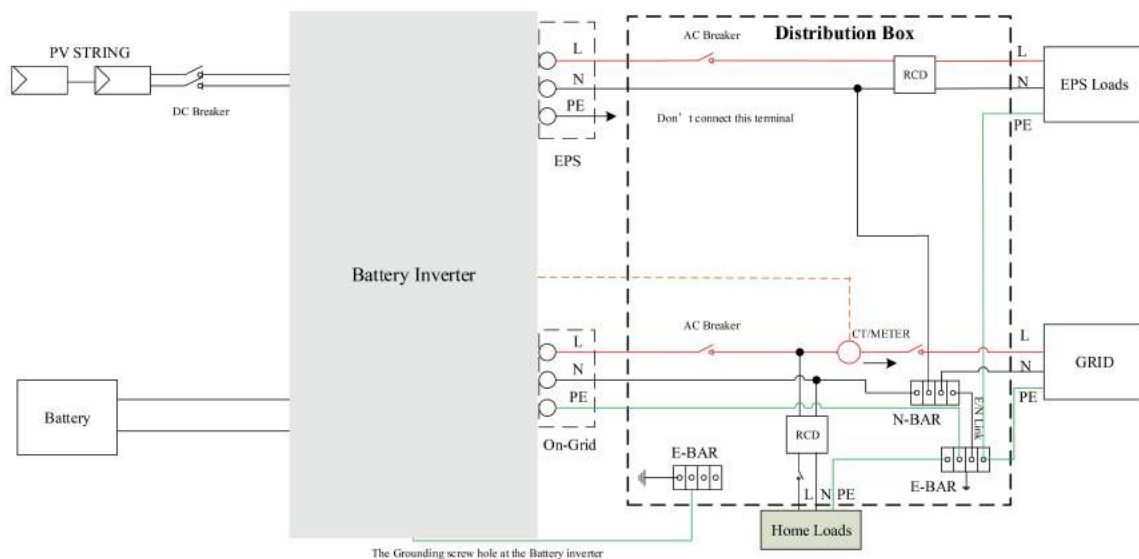 PV STRING
DC Breaker
Battery Inverter
Battery
L
N
PE
EPS
Distribution Box
AC Breaker
RCD
Don't connect this terminal
L
N
PE
EPS Loads
AC Breaker
CT/METER
L
N
PE
On-Grid
L
N
PE
GRID
N-BAR
E/N Link
RCD
E-BAR
E-BAR
L N PE
Home Loads
The Grounding screw hole at the Battery inverter